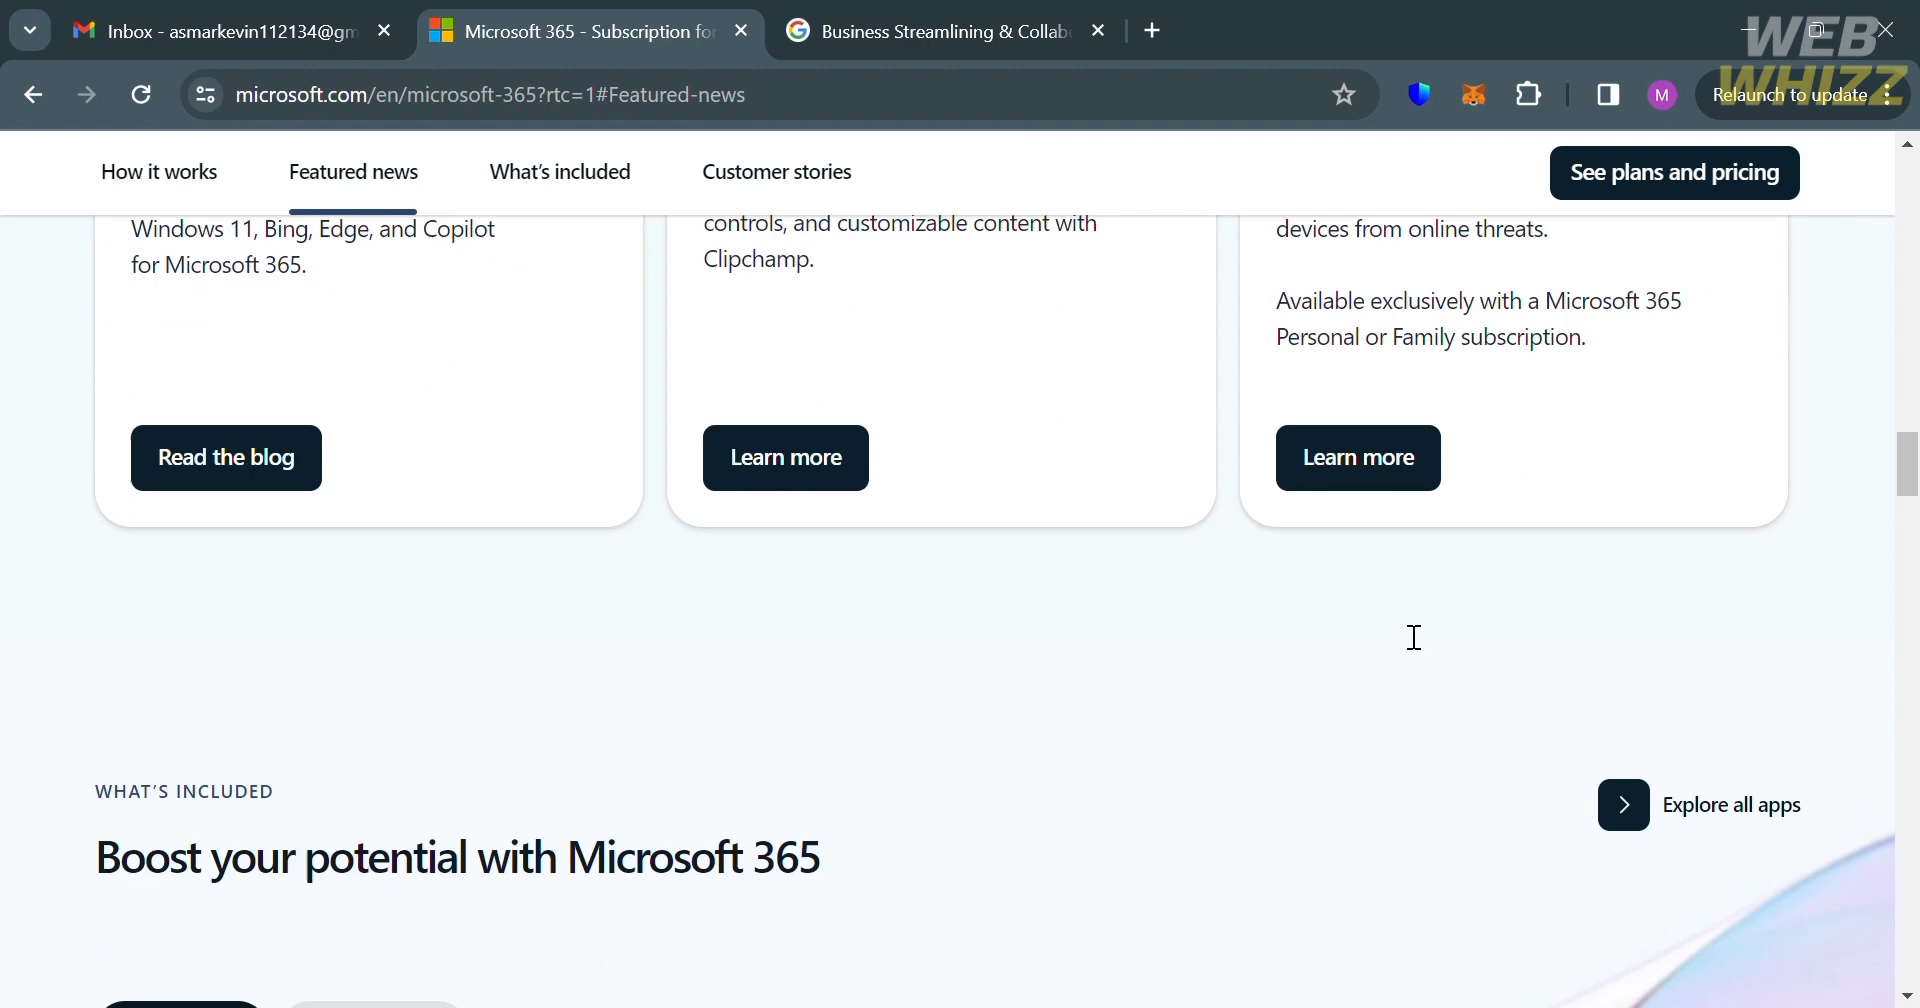 Inbox - asmarkevin112134@gm
Microsoft 365 - Subscription fo
Business Streamlining & Collab
WEB
WHIZZ
microsoft.com/en/microsoft-365?rtc=1#Featured-news
M
Relaunch to update
How it works
Featured news
What's included
Customer stories
See plans and pricing
Windows 11, Bing, Edge, and Copilot
for Microsoft 365.
controls, and customizable content with
Clipchamp.
devices from online threats.
Available exclusively with a Microsoft 365
Personal or Family subscription.
Read the blog
Learn more
Learn more
WHAT'S INCLUDED
Explore all apps
Boost your potential with Microsoft 365